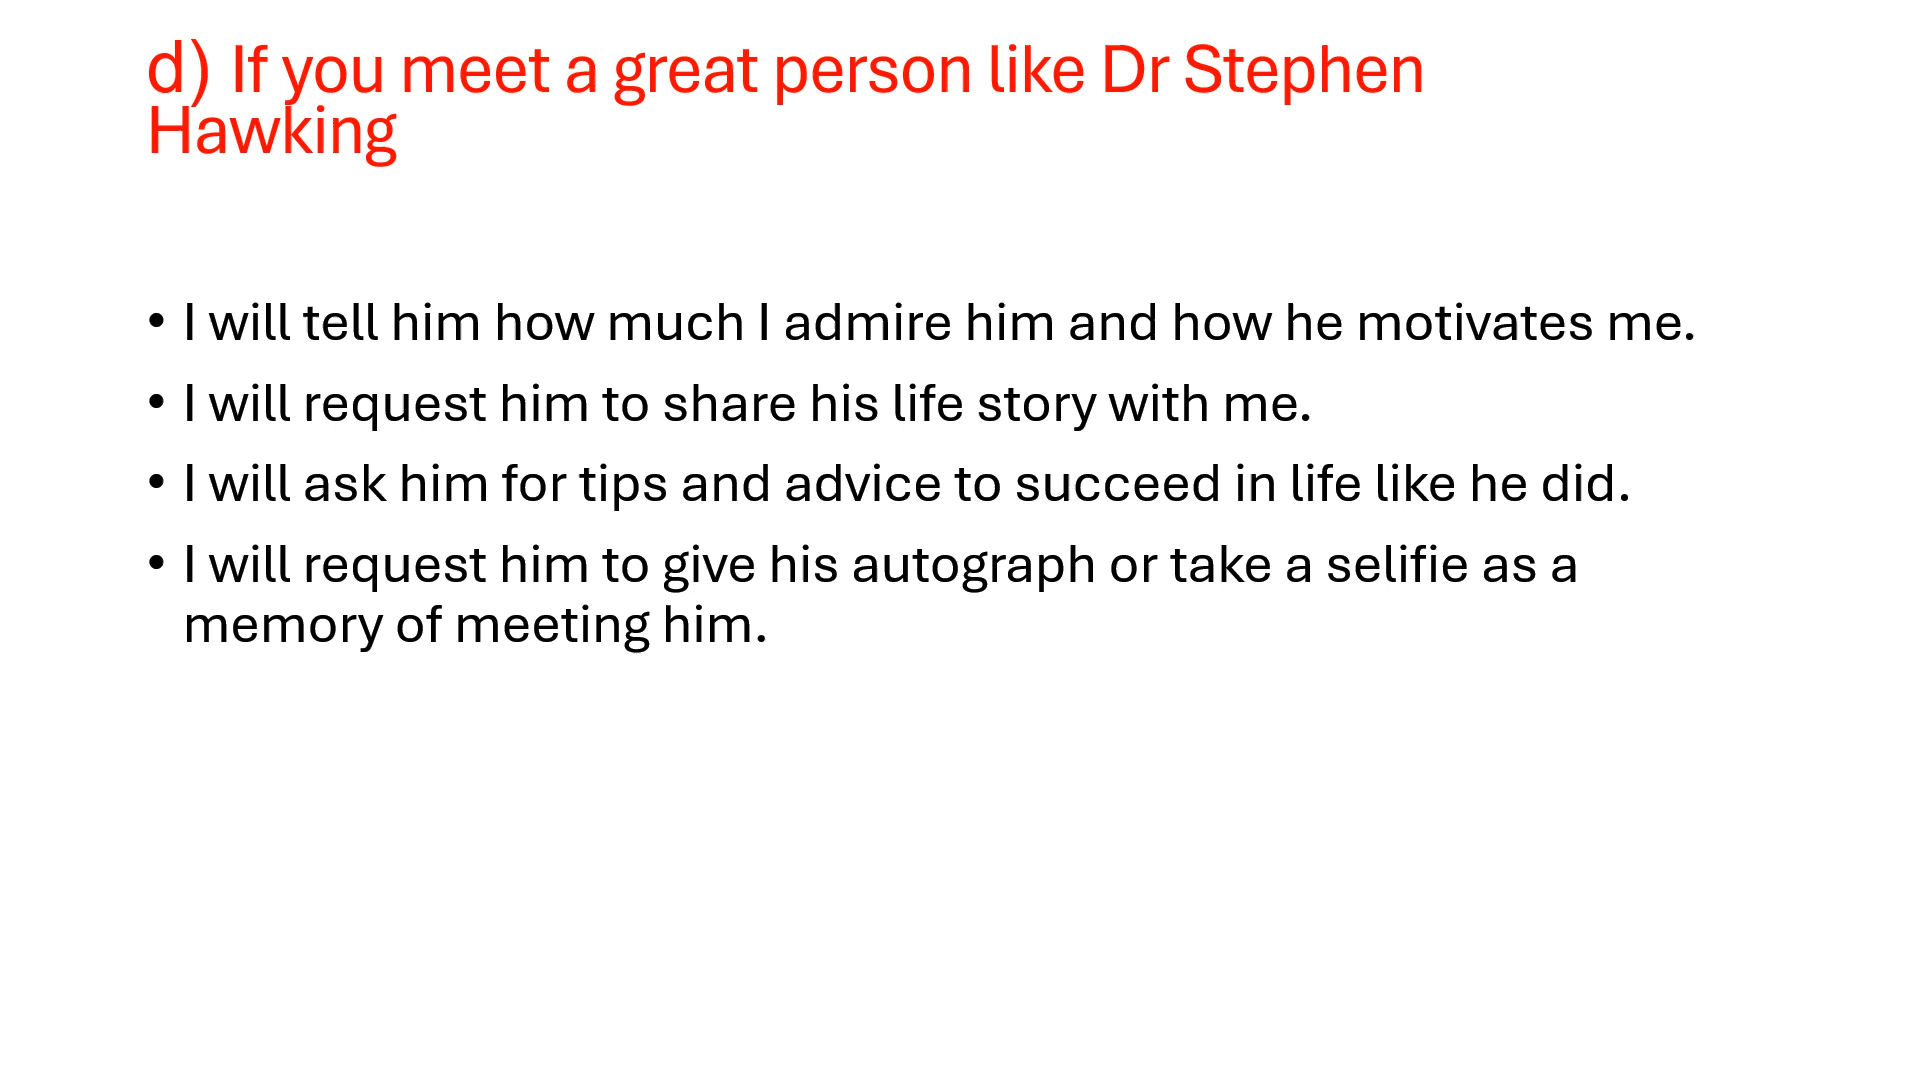 d) If you meet a great person like Dr Stephen
Hawking
• I will tell him how much I admire him and how he motivates me.
• I will request him to share his life story with me.
• I will ask him for tips and advice to succeed in life like he did.
• I will request him to give his autograph or take a selifie as a
memory of meeting him.